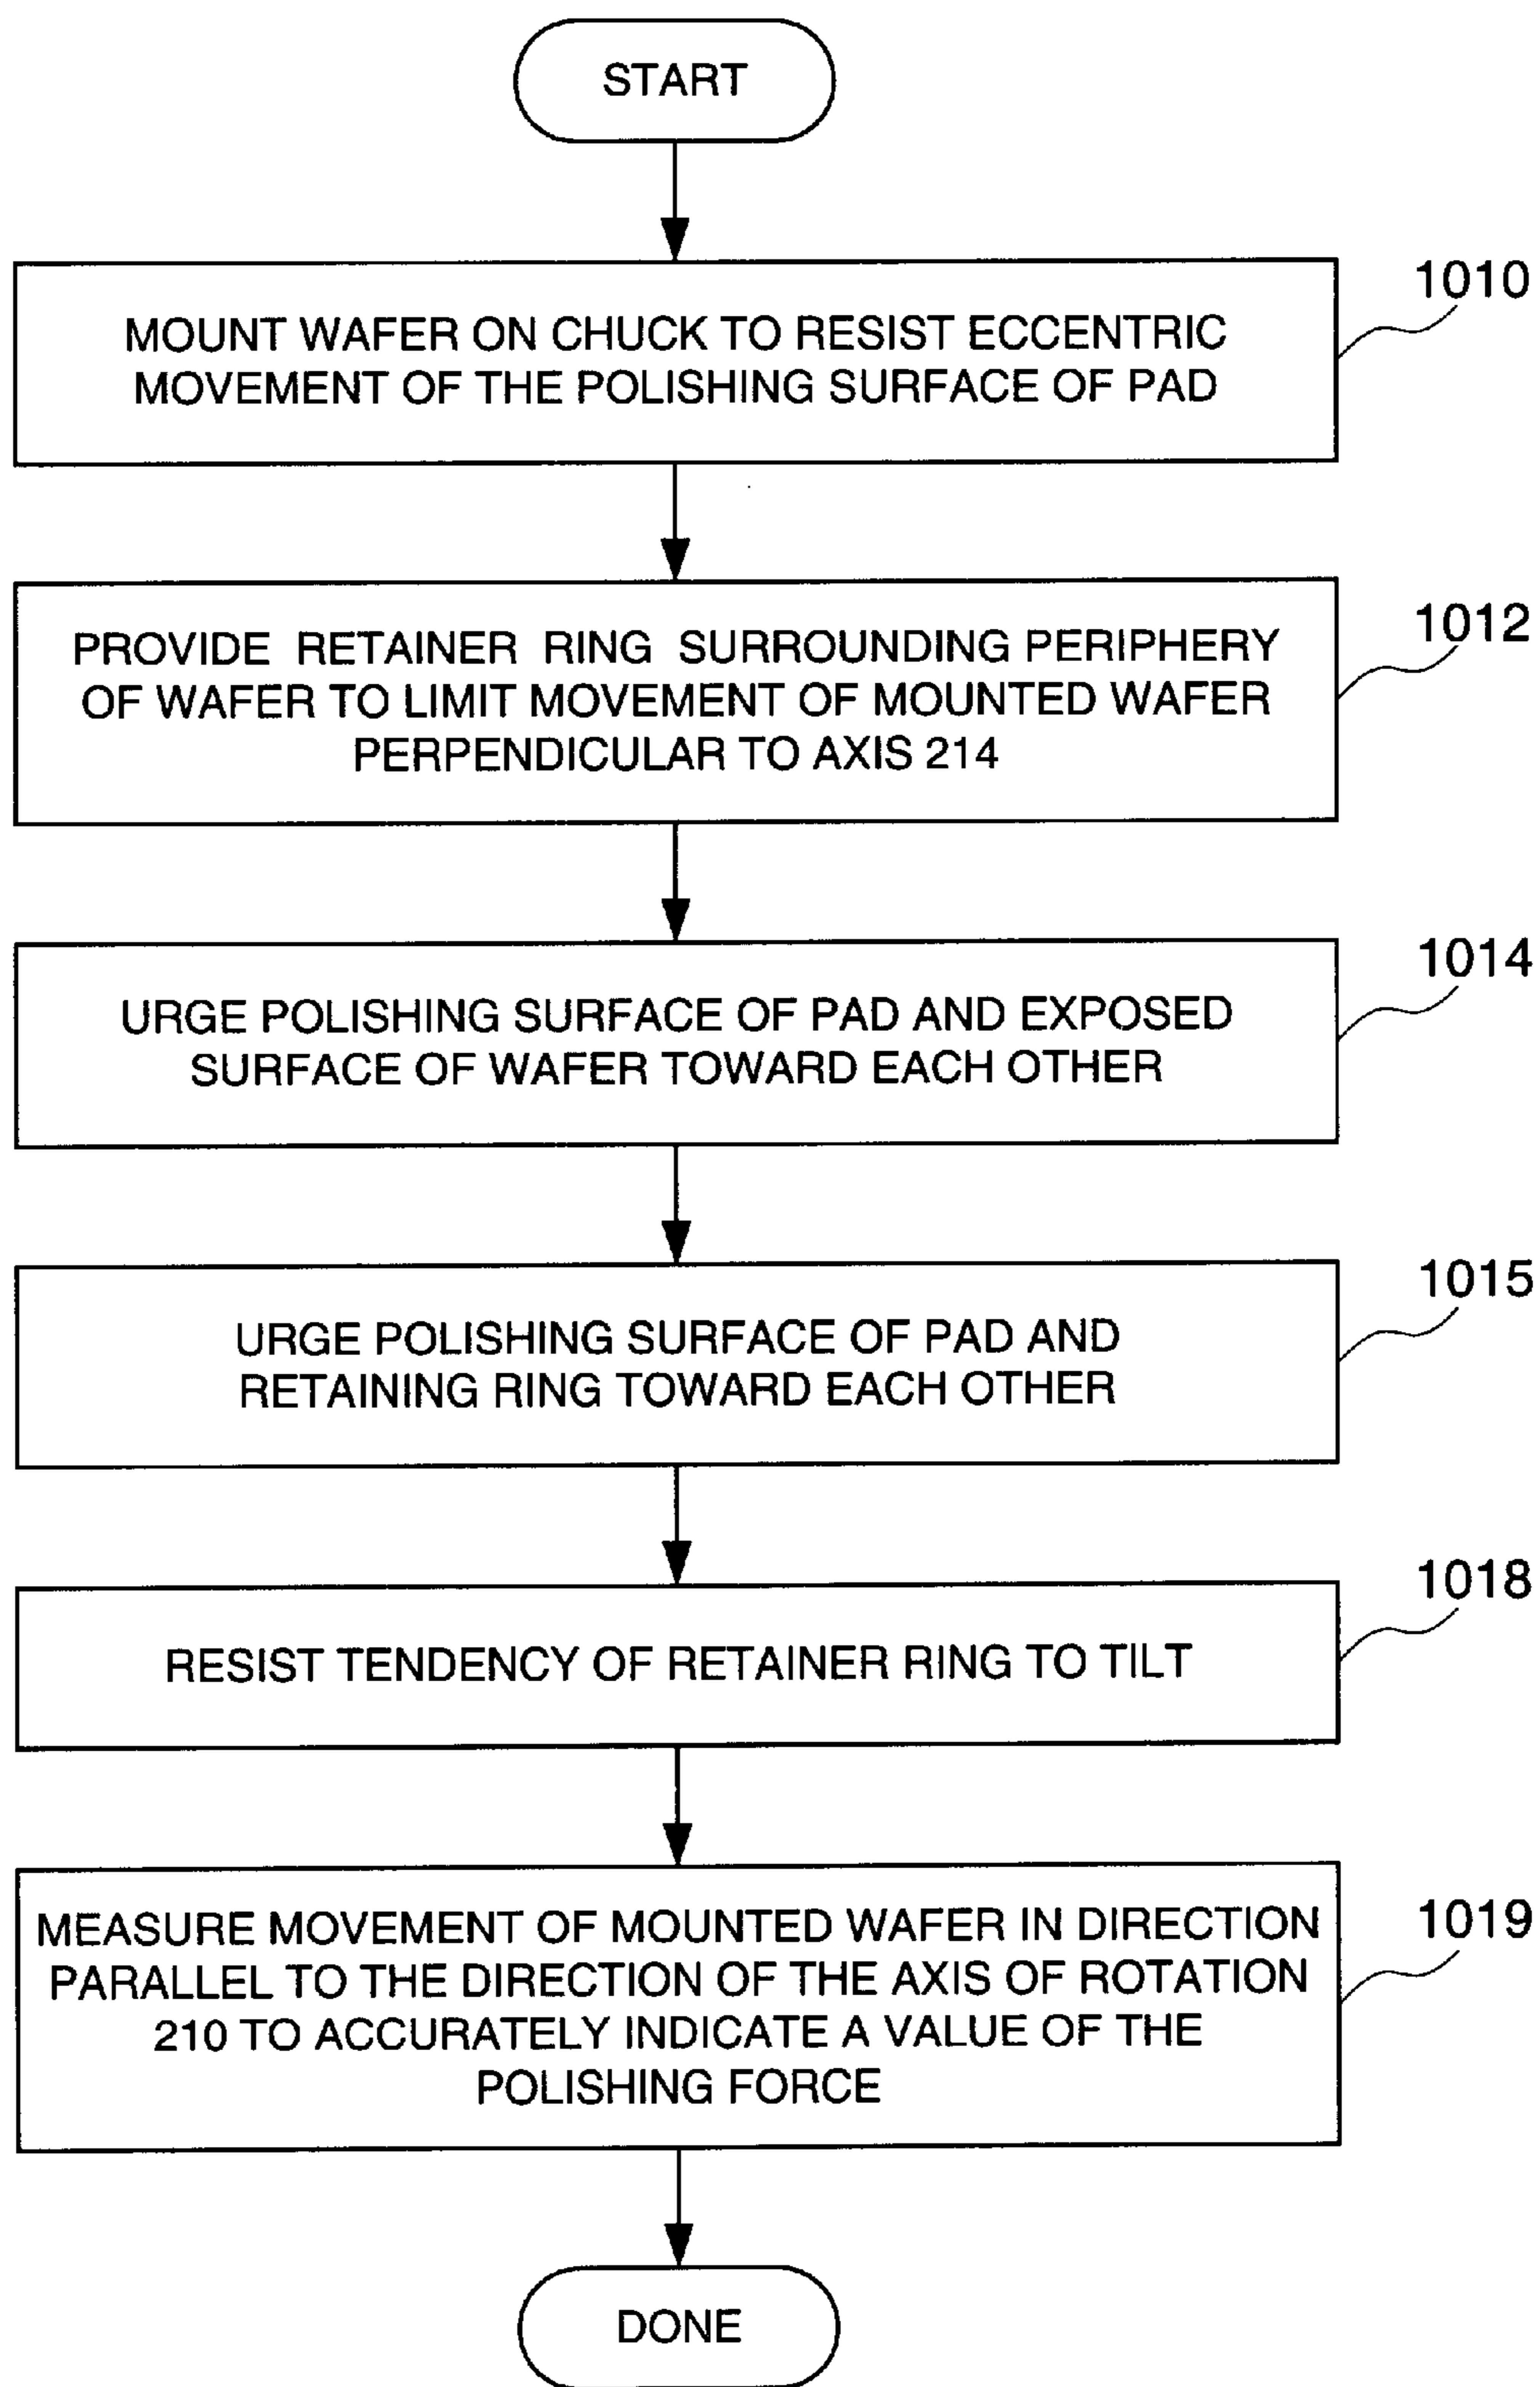 START
1010
MOUNT WAFER ON CHUCK TO RESIST ECCENTRIC
MOVEMENT OF THE POLISHING SURFACE OF PAD
1012
PROVIDE RETAINER RING SURROUNDING PERIPHERY
OF WAFER TO LIMIT MOVEMENT OF MOUNTED WAFER
PERPENDICULAR TO AXIS 214
1014
URGE POLISHING SURFACE OF PAD AND EXPOSED
SURFACE OF WAFER TOWARD EACH OTHER
1015
URGE POLISHING SURFACE OF PAD AND
RETAINING RING TOWARD EACH OTHER
1018
RESIST TENDENCY OF RETAINER RING TO TILT
1019
MEASURE MOVEMENT OF MOUNTED WAFER IN DIRECTION
PARALLEL TO THE DIRECTION OF THE AXIS OF ROTATION
210 TO ACCURATELY INDICATE A VALUE OF THE
POLISHING FORCE
DONE